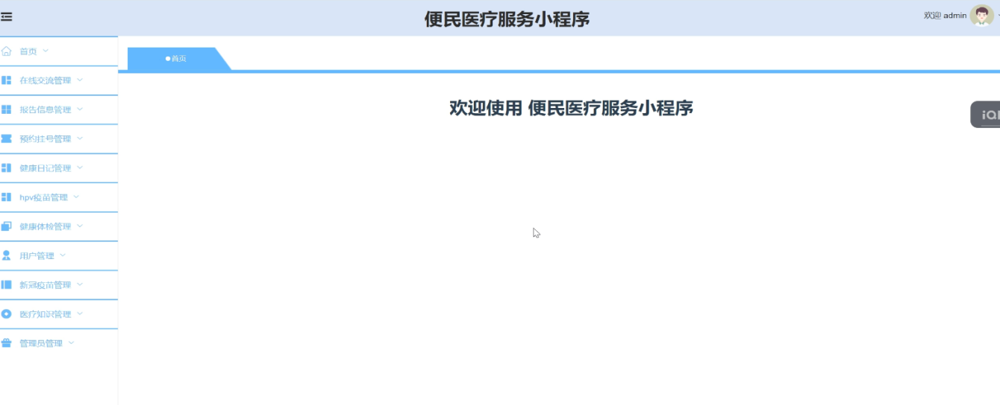 便民医疗服务小程序
欢迎 admin
首页
在线交流管理
报告信息管理
预约挂号管理
健康日记管理
hpv疫苗管理
健康体检管理
用户管理
新冠疫苗管理
医疗知识管理
管理员管理
首页
欢迎使用 便民医疗服务小程序